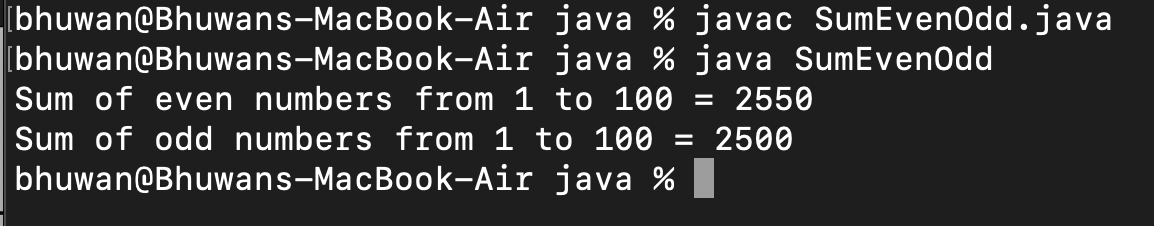 [bhuwan@Bhuwans-MacBook-Air java % javac SumEvenOdd.java
[bhuwan@Bhuwans-MacBook-Air java % java SumEvenOdd
Sum of even numbers from 1 to 100 = 2550
Sum of odd numbers from 1 to 100 = 2500
bhuwan@Bhuwans-MacBook-Air java %